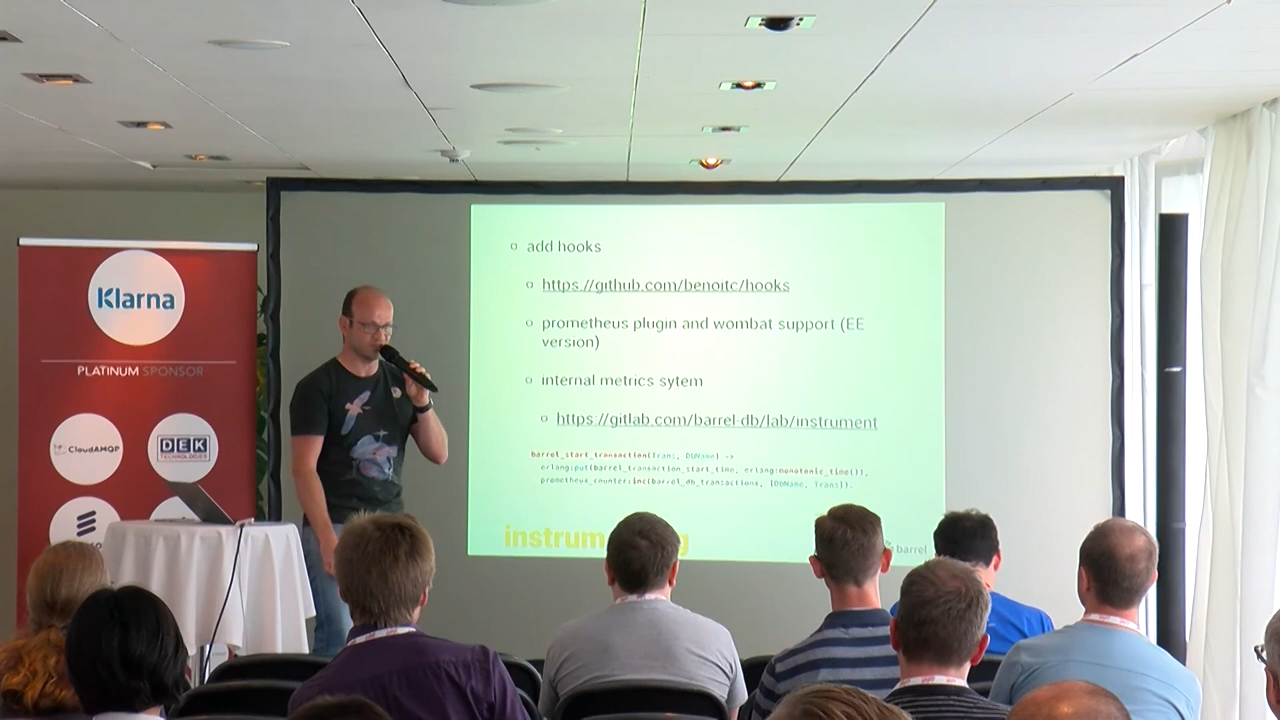 Klarna
PLATINUM SPONSOR
CloudAMQP
DEK
TECHNOLOGIES
add hooks
https://github.com/benoitc/hooks
prometheus plugin and wombat support (EE
version)
internal metrics sytem
https://gitlab.com/barrel-db/lab/instrument
barrel_start_transaction(Trans, DbName) ->
erlang:put(barrel_transaction_start_time, erlang:monotonic_time()),
prometheus_counter:inc(barrel_db_transactions, [DbName, Trans]).
barrel